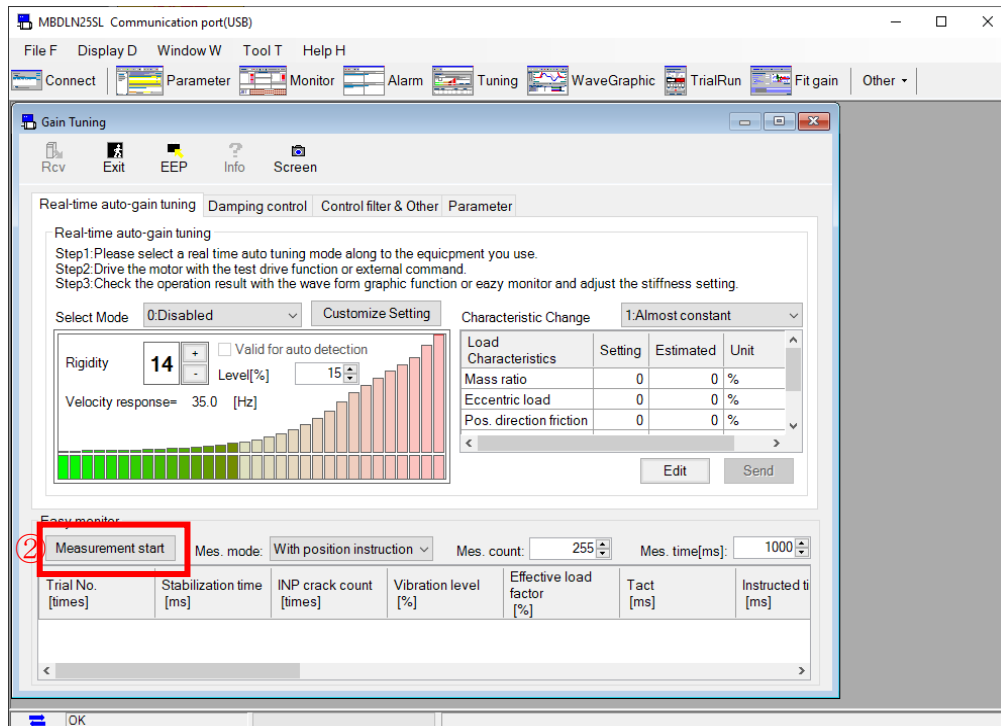 MBDLN25SL Communication port(USB)
File F Display D Window W Tool T Help H
Connect Parameter Monitor Alarm Tuning WaveGraphic TrialRun Fit gain Other
Gain Tuning
Rcv Exit EEP Info Screen
Real-time auto-gain tuning Damping control Control filter & Other Parameter
Real-time auto-gain tuning
Step1:Please select a real time auto tuning mode along to the equicpment you use.
Step2:Drive the motor with the test drive function or external command.
Step3:Check the operation result with the wave form graphic function or eazy monitor and adjust the stiffness setting.
Select Mode 0:Disabled Customize Setting Characteristic Change 1:Almost constant
Rigidity 14 + -
Valid for auto detection
Level[%] 15
Velocity response= 35.0 [Hz]
Load Characteristics Setting Estimated Unit
Mass ratio 0 0 %
Eccentric load 0 0 %
Pos. direction friction 0 0 %
Edit Send
Easy monitor
② Measurement start Mes. mode: With position instruction Mes. count: 255 Mes. time[ms]: 1000
Trial No. [times] Stabilization time [ms] INP crack count [times] Vibration level [%] Effective load factor [%] Tact [ms] Instructed ti [ms]
OK